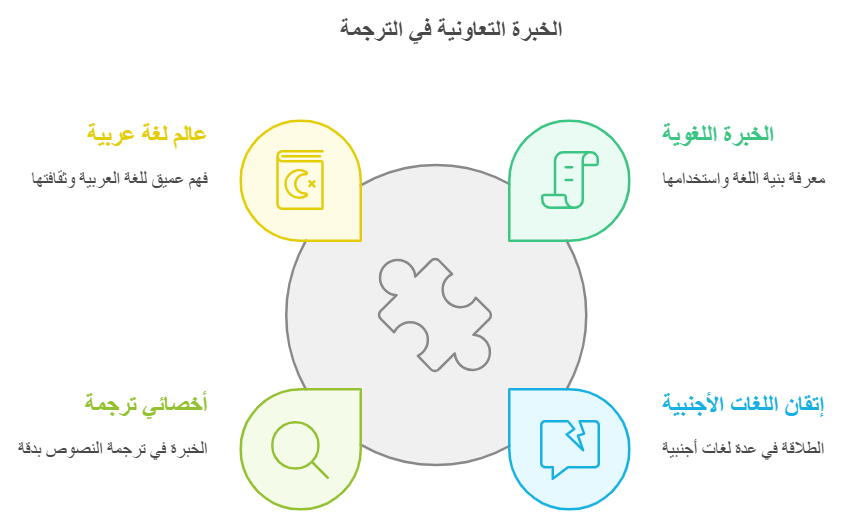 الخبرة التعاونية في الترجمة
الخبرة اللغوية
معرفة بنية اللغة واستخدامها
عالم لغة عربية
فهم عميق للغة العربية وثقافتها
إتقان اللغات الأجنبية
الطلاقة في عدة لغات أجنبية
أخصائي ترجمة
الخبرة في ترجمة النصوص بدقة